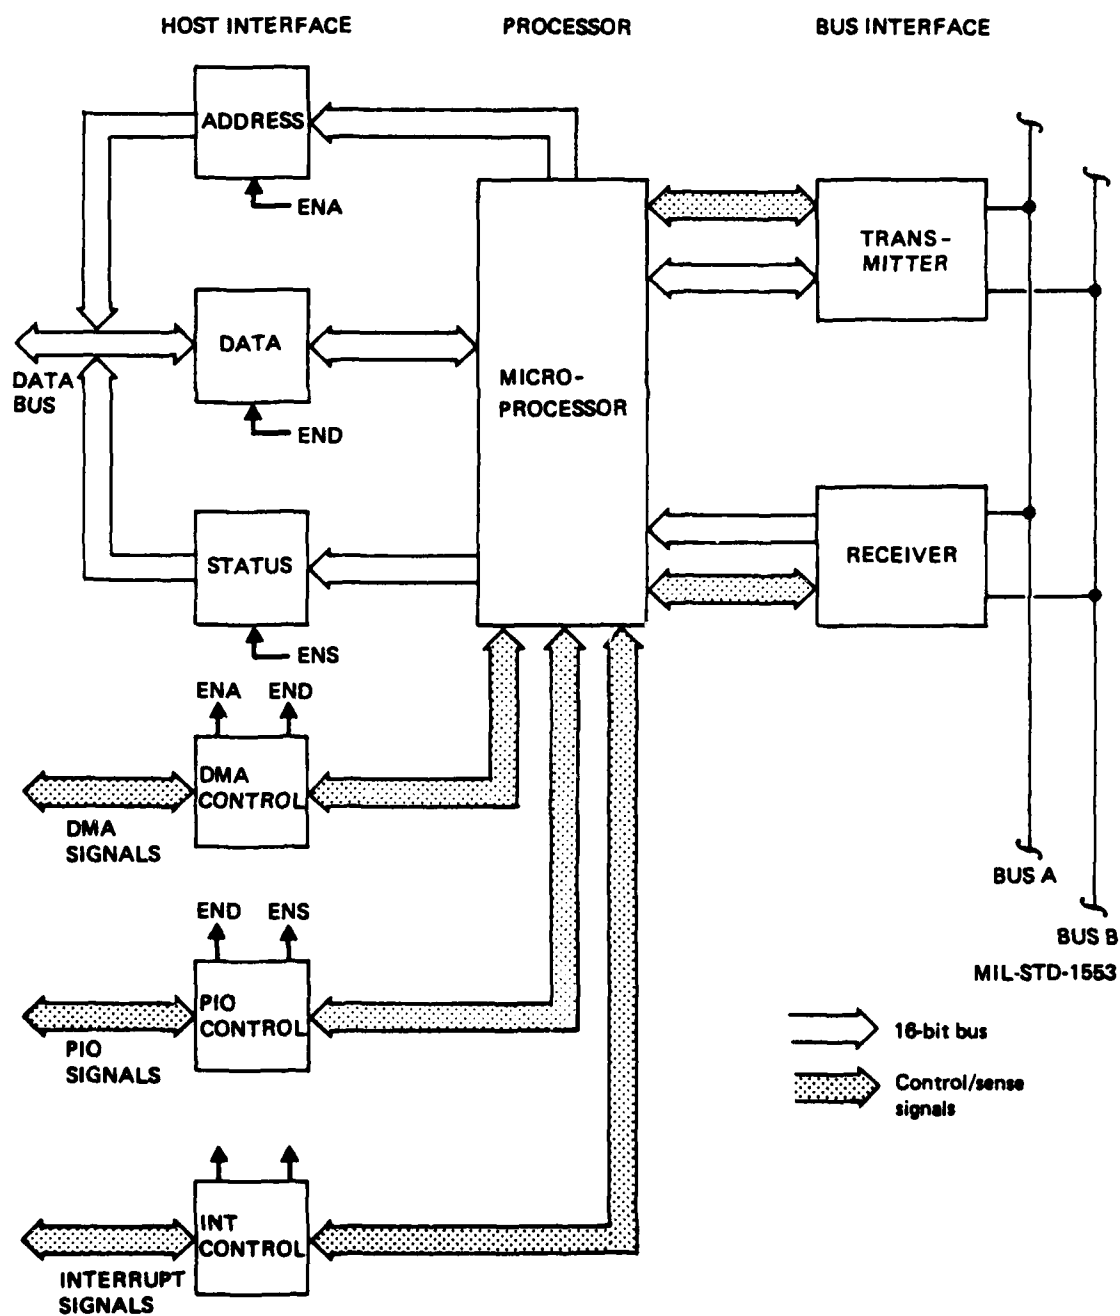 HOST INTERFACE
PROCESSOR
BUS INTERFACE
ADDRESS
ENA
TRANS-
MITTER
DATA
DATA
BUS
MICRO-
PROCESSOR
END
RECEIVER
STATUS
ENS
ENA
END
DMA
CONTROL
DMA
SIGNALS
BUS A
END
ENS
BUS B
MIL-STD-1553
PIO
CONTROL
16-bit bus
PIO
SIGNALS
Control/sense
signals
INT
CONTROL
INTERRUPT
SIGNALS